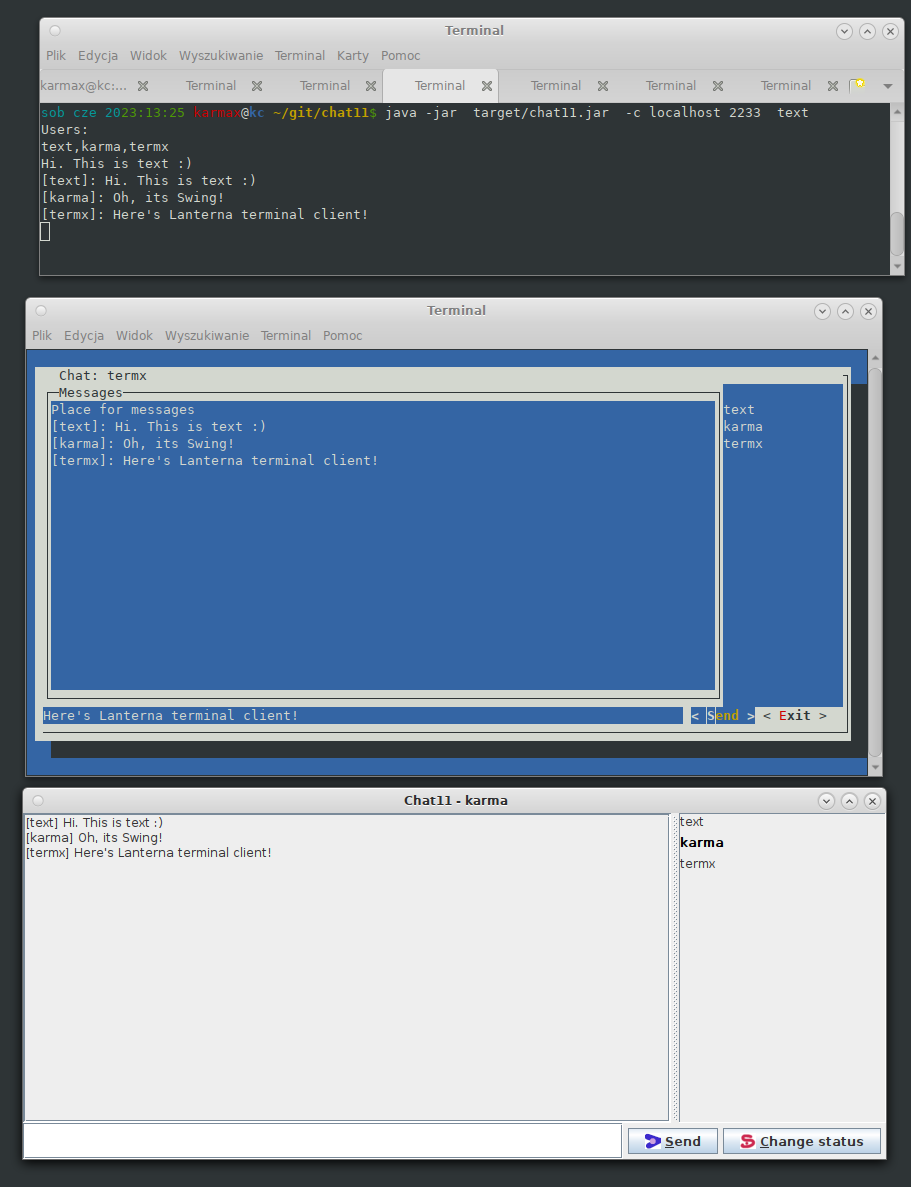 Terminal
Plik Edycja Widok Wyszukiwanie Terminal Karty Pomoc
karmax@kc:... Terminal Terminal Terminal Terminal Terminal Terminal
sob cze 2023:13:25 karmax@kc ~/git/chat11$ java -jar  target/chat11.jar  -c localhost 2233  text
Users:
text,karma,termx
Hi. This is text :)
[text]: Hi. This is text :)
[karma]: Oh, its Swing!
[termx]: Here's Lanterna terminal client!
Terminal
Plik Edycja Widok Wyszukiwanie Terminal Pomoc
Chat: termx
Messages
Place for messages
[text]: Hi. This is text :)
[karma]: Oh, its Swing!
[termx]: Here's Lanterna terminal client!
text
karma
termx
Here's Lanterna terminal client!
< Send > < Exit >
Chat11 - karma
[text] Hi. This is text :)
[karma] Oh, its Swing!
[termx] Here's Lanterna terminal client!
text
karma
termx
Send
Change status